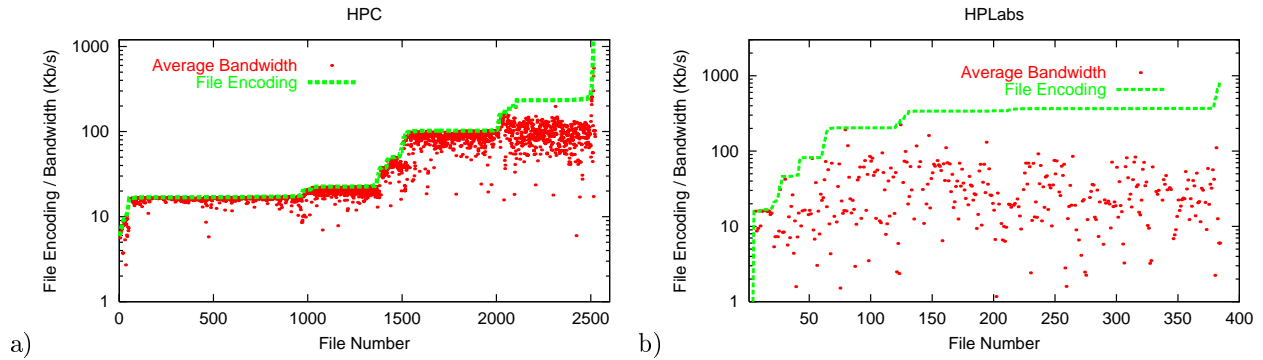 HPC
File Encoding / Bandwidth (Kb/s)
1000
100
10
1
Average Bandwidth
File Encoding
0 500 1000 1500 2000 2500
File Number
a)
HPLabs
File Encoding / Bandwidth (Kb/s)
1000
100
10
1
Average Bandwidth
File Encoding
50 100 150 200 250 300 350 400
File Number
b)